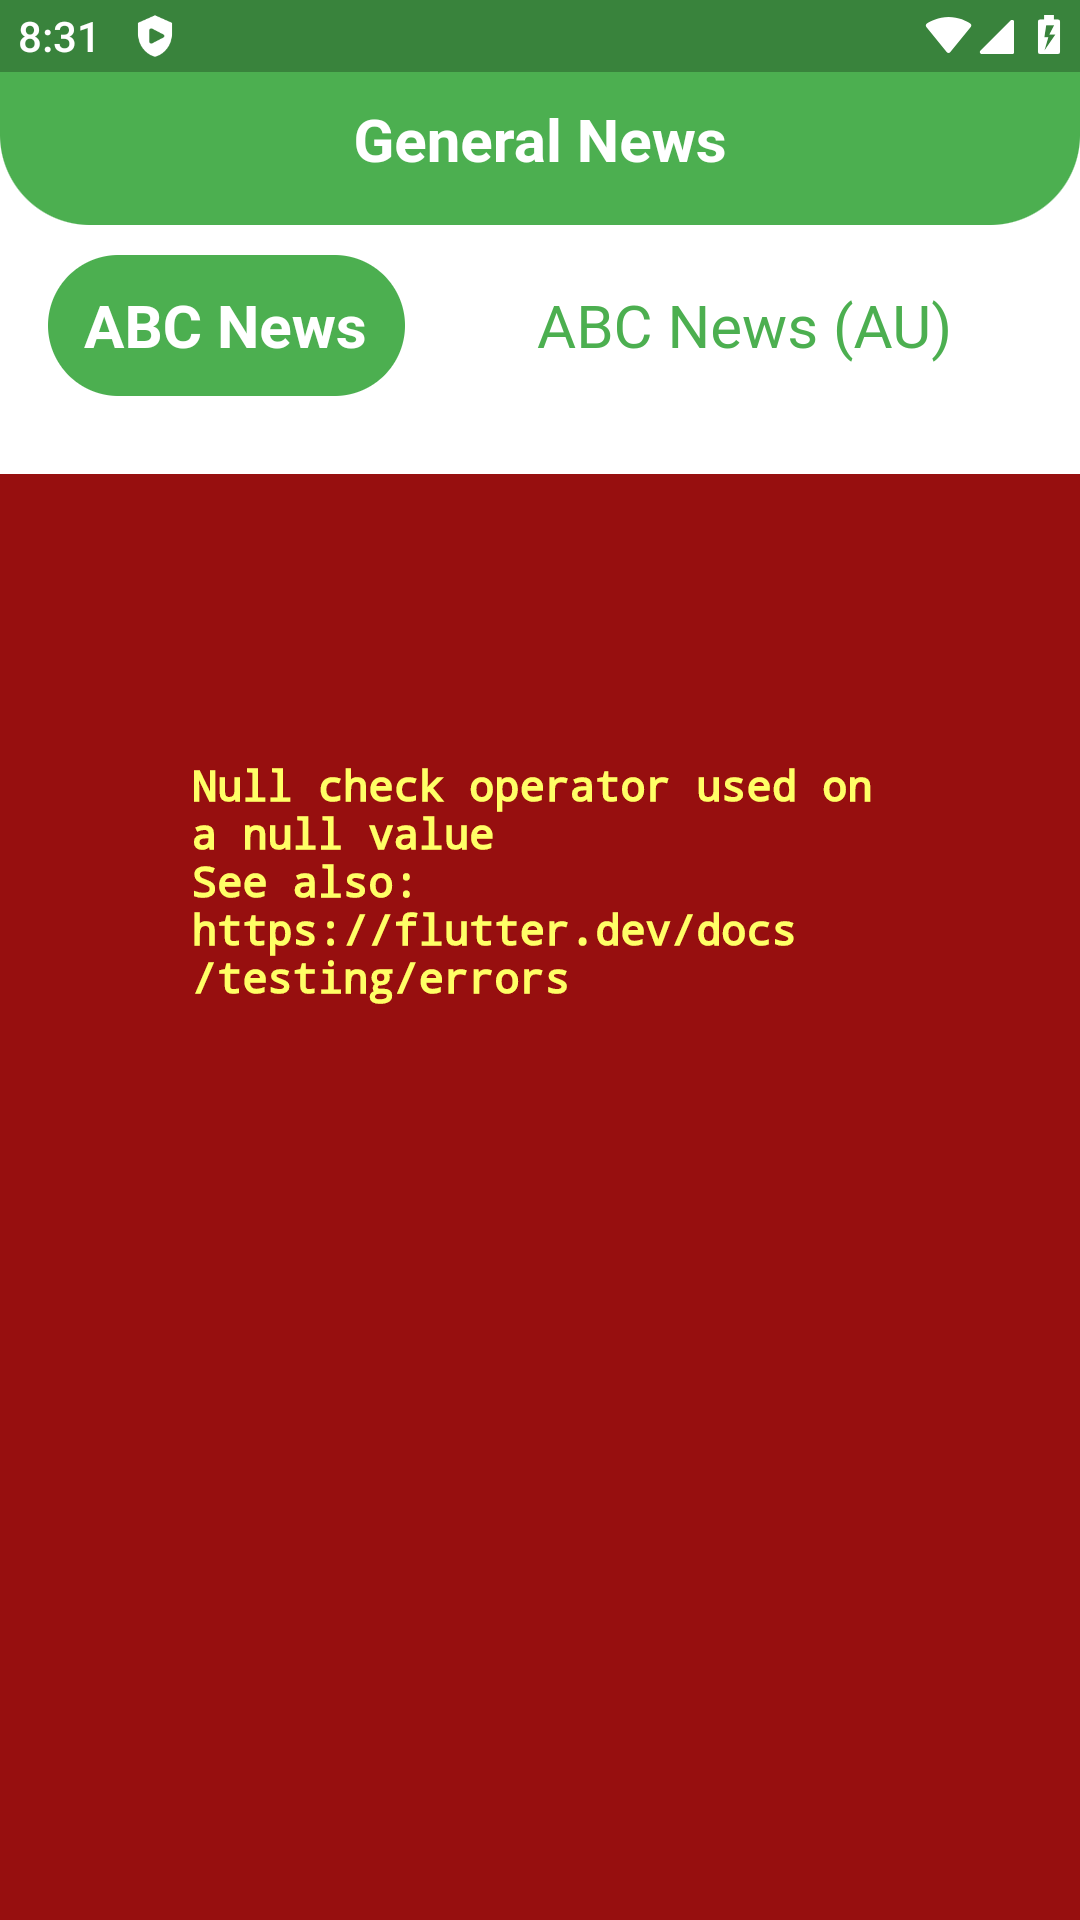 8:31
General News
ABC News
ABC News (AU)
Null check operator used on
a null value
See also:
https://flutter.dev/docs
/testing/errors